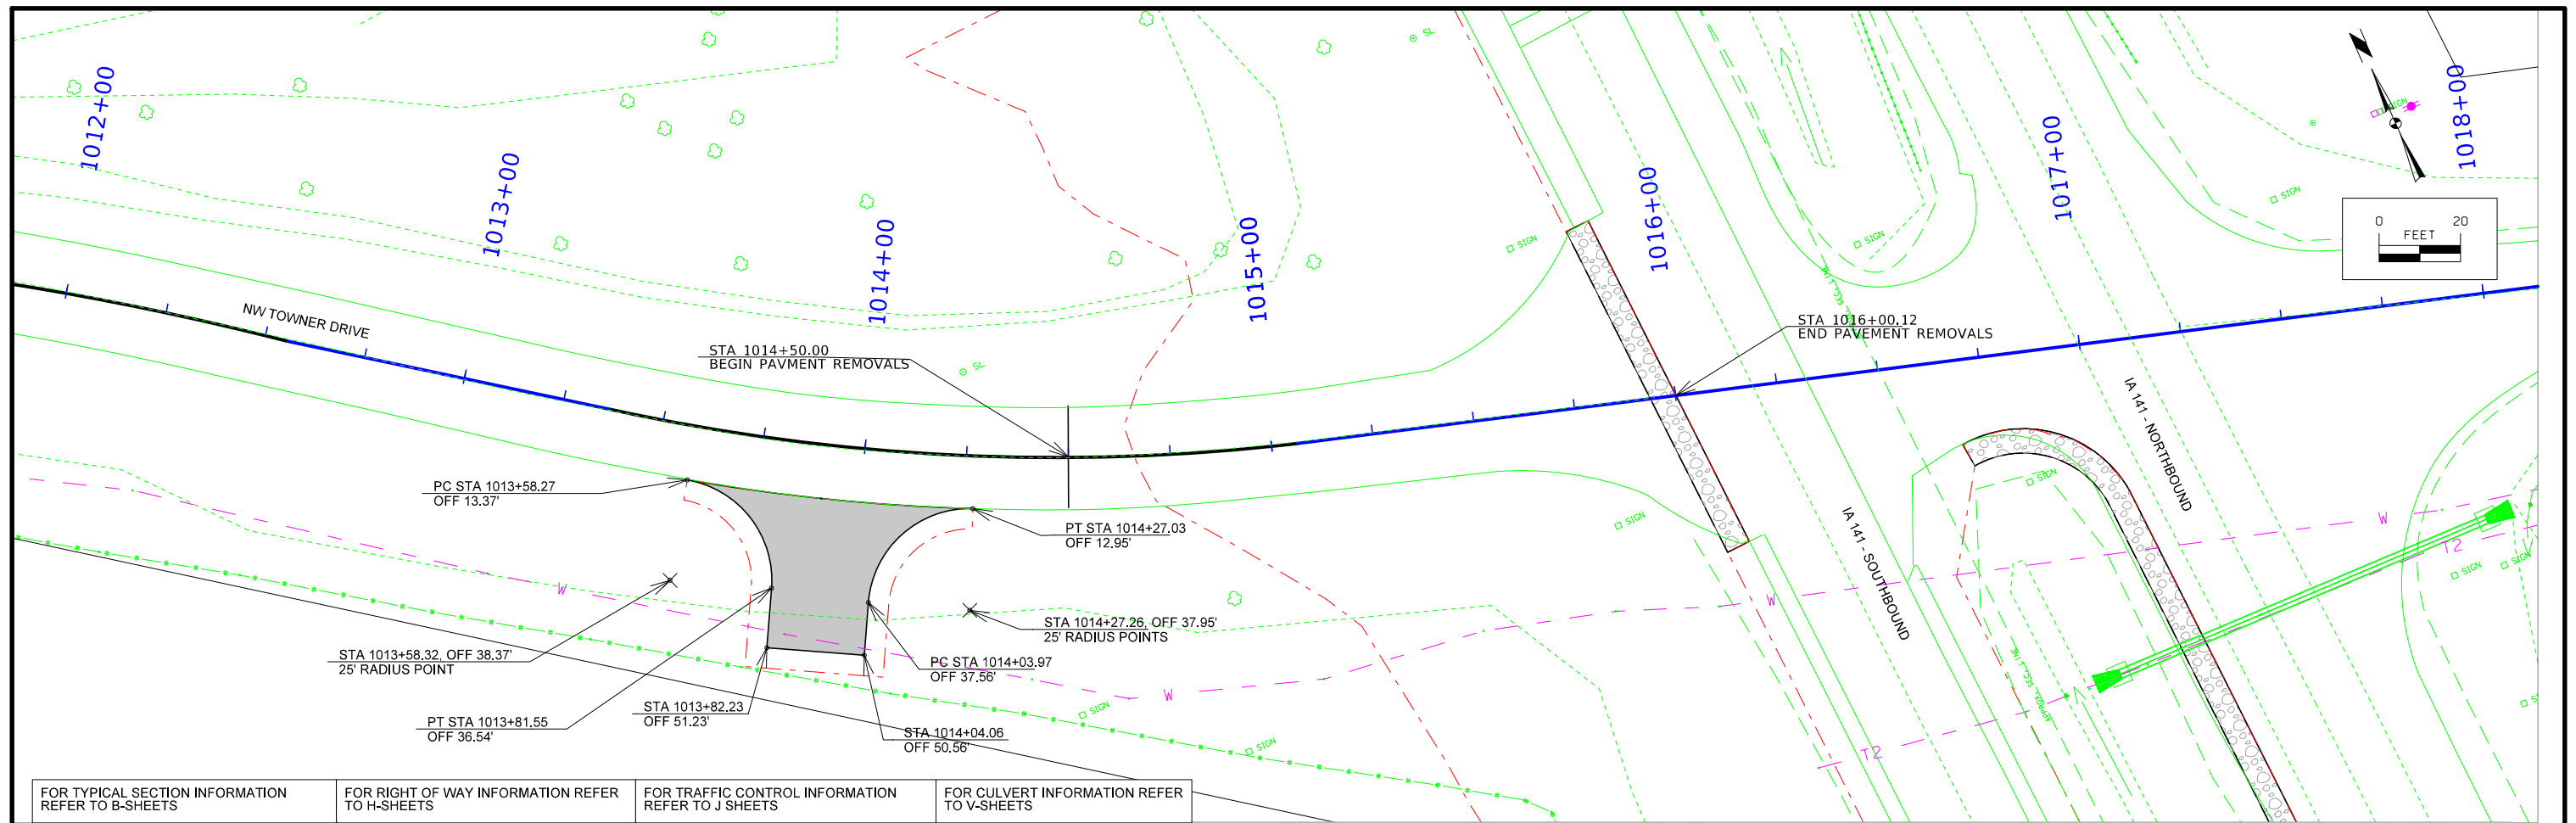 1012+00
1013+00
1014+00
1015+00
1016+00
1017+00
1018+00
SL
SIGN
SIGN
SIGN
SIGN
0 20
FEET
NW TOWNER DRIVE
STA 1014+50.00
BEGIN PAVMENT REMOVALS
SL
STA 1016+00.12
END PAVEMENT REMOVALS
SEC. LINE
IA 141 - NORTHBOUND
IA 141 - SOUTHBOUND
PC STA 1013+58.27
OFF 13.37'
PT STA 1014+27.03
OFF 12.95'
SIGN
SIGN
W
T2
SIGN
SIGN
W
W
STA 1014+27.26, OFF 37.95'
25' RADIUS POINTS
STA 1013+58.32, OFF 38.37'
25' RADIUS POINT
PC STA 1014+03.97
OFF 37.56'
W
PT STA 1013+81.55
OFF 36.54'
STA 1013+82.23
OFF 51.23'
STA 1014+04.06
OFF 50.56'
SIGN
SIGN
APPROX. SEC. LINE
T2
FOR TYPICAL SECTION INFORMATION
REFER TO B-SHEETS
FOR RIGHT OF WAY INFORMATION REFER
TO H-SHEETS
FOR TRAFFIC CONTROL INFORMATION
REFER TO J SHEETS
FOR CULVERT INFORMATION REFER
TO V-SHEETS